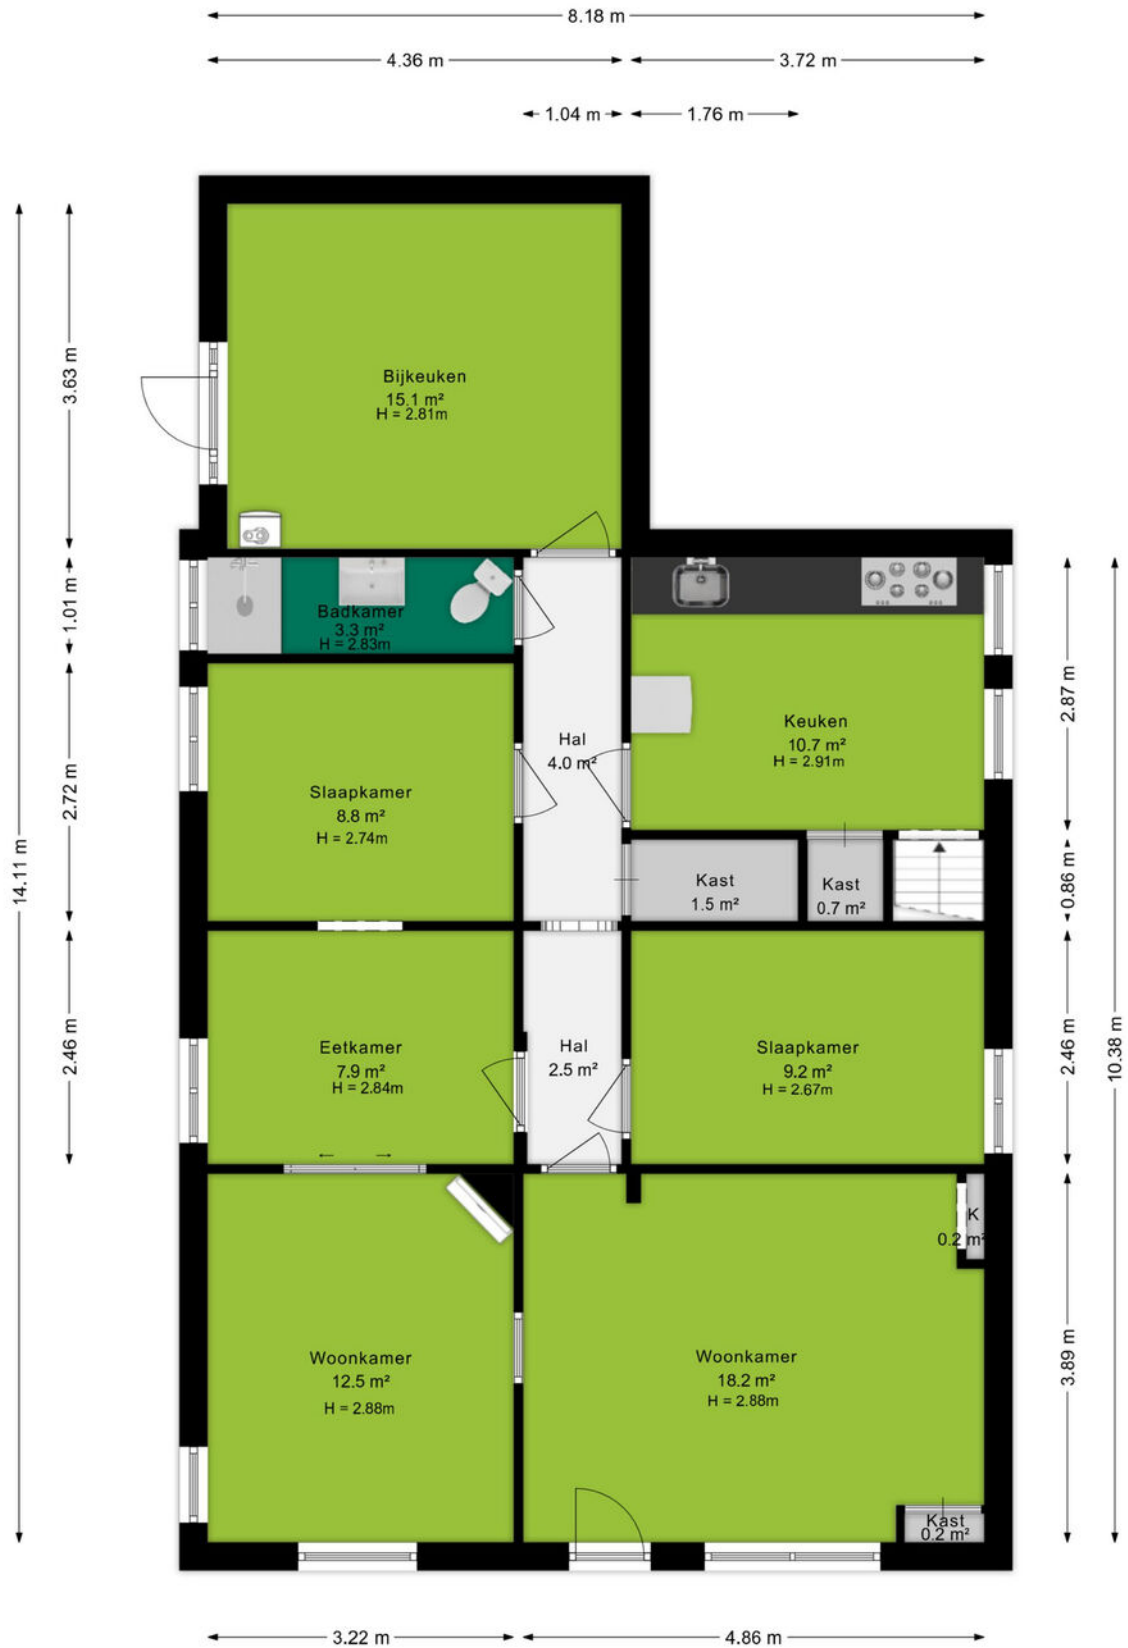 8.18 m
4.36 m
3.72 m
1.04 m
1.76 m
14.11 m
3.63 m
1.01 m
2.72 m
2.46 m
Bijkeuken
15.1 m²
H = 2.81m
Badkamer
3.3 m²
H = 2.83m
Hal
4.0 m²
Keuken
10.7 m²
H = 2.91m
Slaapkamer
8.8 m²
H = 2.74m
Kast
1.5 m²
Kast
0.7 m²
Eetkamer
7.9 m²
H = 2.84m
Hal
2.5 m²
Slaapkamer
9.2 m²
H = 2.67m
K
0.2 m²
Woonkamer
12.5 m²
H = 2.88m
Woonkamer
18.2 m²
H = 2.88m
Kast
0.2 m²
2.87 m
0.86 m
2.46 m
3.89 m
10.38 m
3.22 m
4.86 m